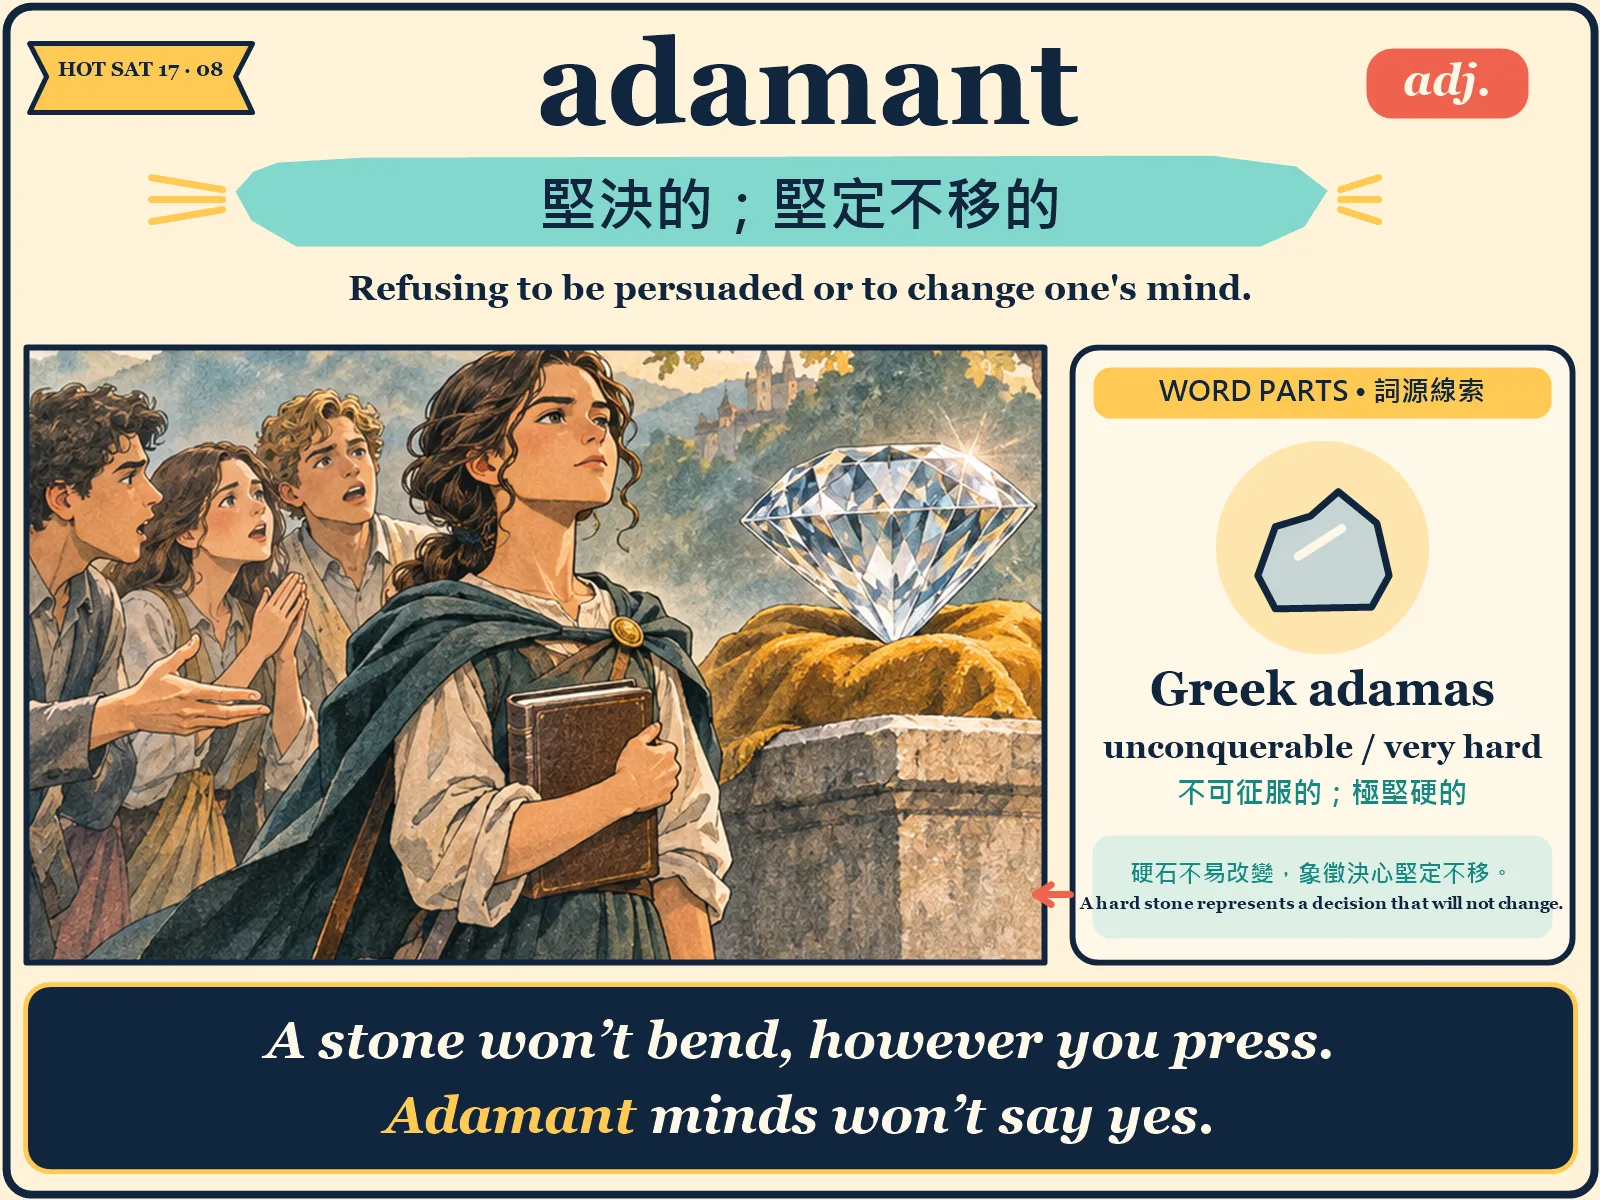 HOT SAT 17 · 08
adamant
adj.
堅決的；堅定不移的
Refusing to be persuaded or to change one's mind.
WORD PARTS • 詞源線索
Greek adamas
unconquerable / very hard
不可征服的；極堅硬的
硬石不易改變，象徵決心堅定不移。
A hard stone represents a decision that will not change.
A stone won’t bend, however you press.
Adamant minds won’t say yes.